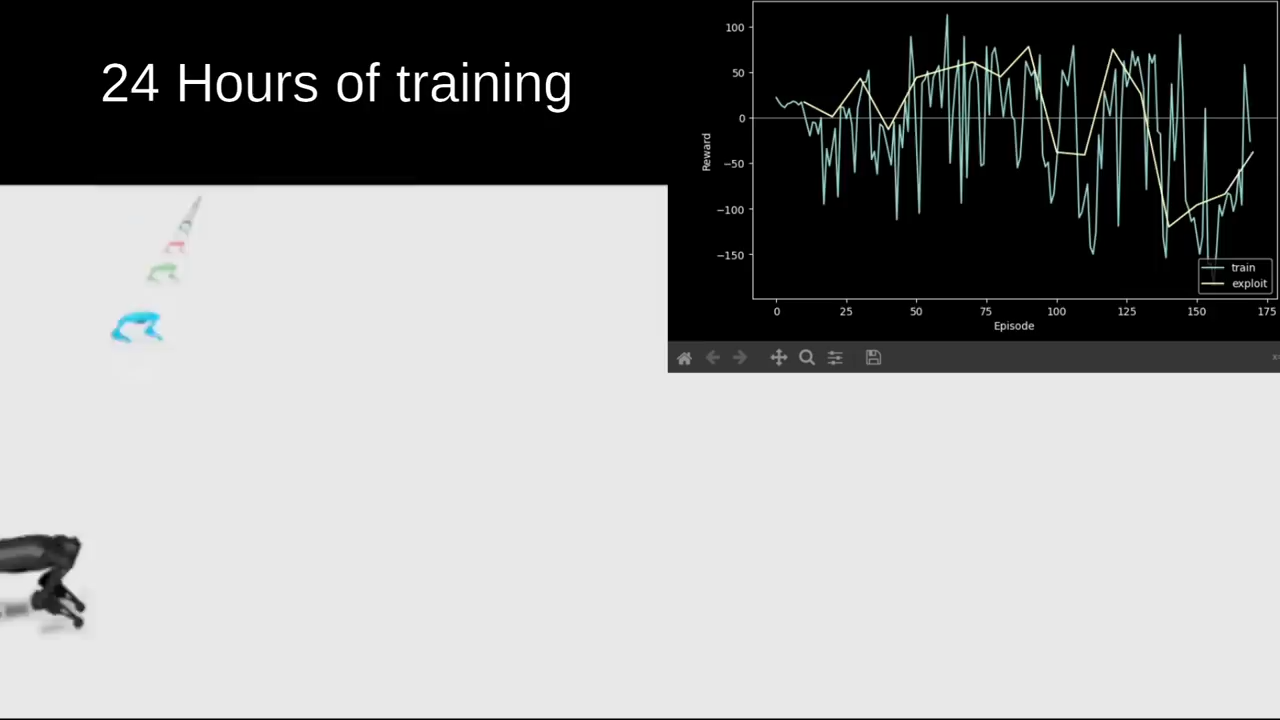 24 Hours of training
100
50
0
−50
−100
−150
Reward
train
exploit
0 25 50 75 100 125 150 175
Episode